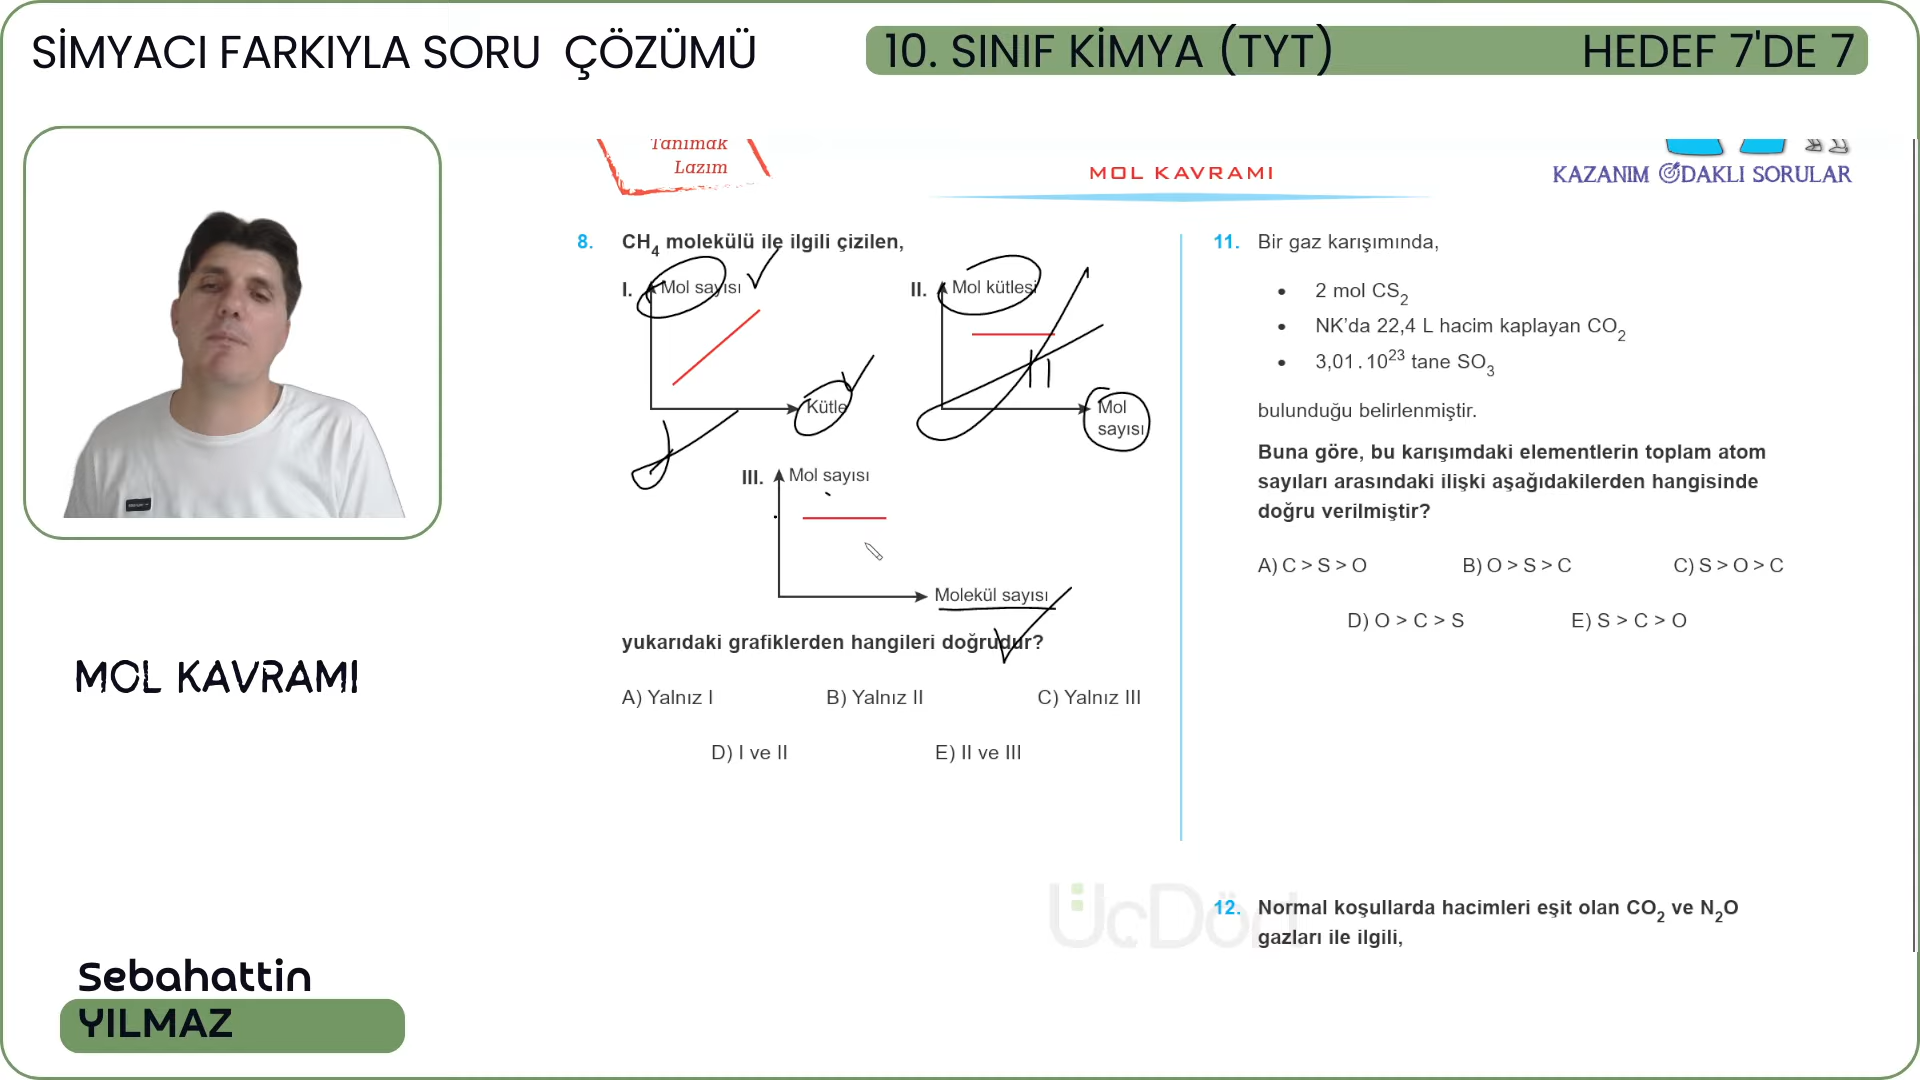 SİMYACI FARKIYLA SORU ÇÖZÜMÜ
10. SINIF KİMYA (TYT)
HEDEF 7'DE 7
Tanımak
Lazım
MOL KAVRAMI
KAZANIM ODAKLI SORULAR
8. CH4 molekülü ile ilgili çizilen,
I. Mol sayısı
Kütle
II. Mol kütlesi
Mol
sayısı
III. Mol sayısı
Molekül sayısı
yukarıdaki grafiklerden hangileri doğrudur?
A) Yalnız I B) Yalnız II C) Yalnız III
D) I ve II E) II ve III
11. Bir gaz karışımında,
• 2 mol CS2
• NK'da 22,4 L hacim kaplayan CO2
• 3,01.10^23 tane SO3
bulunduğu belirlenmiştir.
Buna göre, bu karışımdaki elementlerin toplam atom
sayıları arasındaki ilişki aşağıdakilerden hangisinde
doğru verilmiştir?
A) C > S > O B) O > S > C C) S > O > C
D) O > C > S E) S > C > O
12. Normal koşullarda hacimleri eşit olan CO2 ve N2O
gazları ile ilgili,
MOL KAVRAMI
Sebahattin
YILMAZ